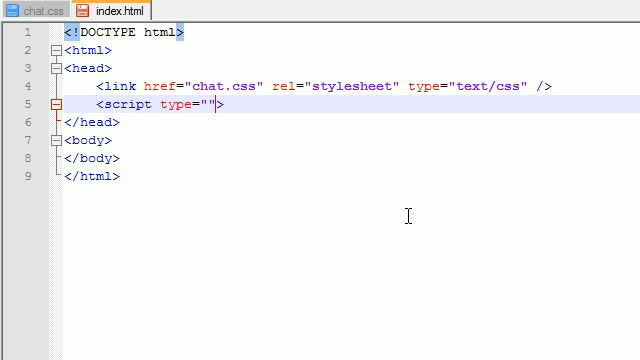 chat.css index.html
1 <!DOCTYPE html>
2 <html>
3 <head>
4 <link href="chat.css" rel="stylesheet" type="text/css" />
5 <script type="">
6 </head>
7 <body>
8 </body>
9 </html>